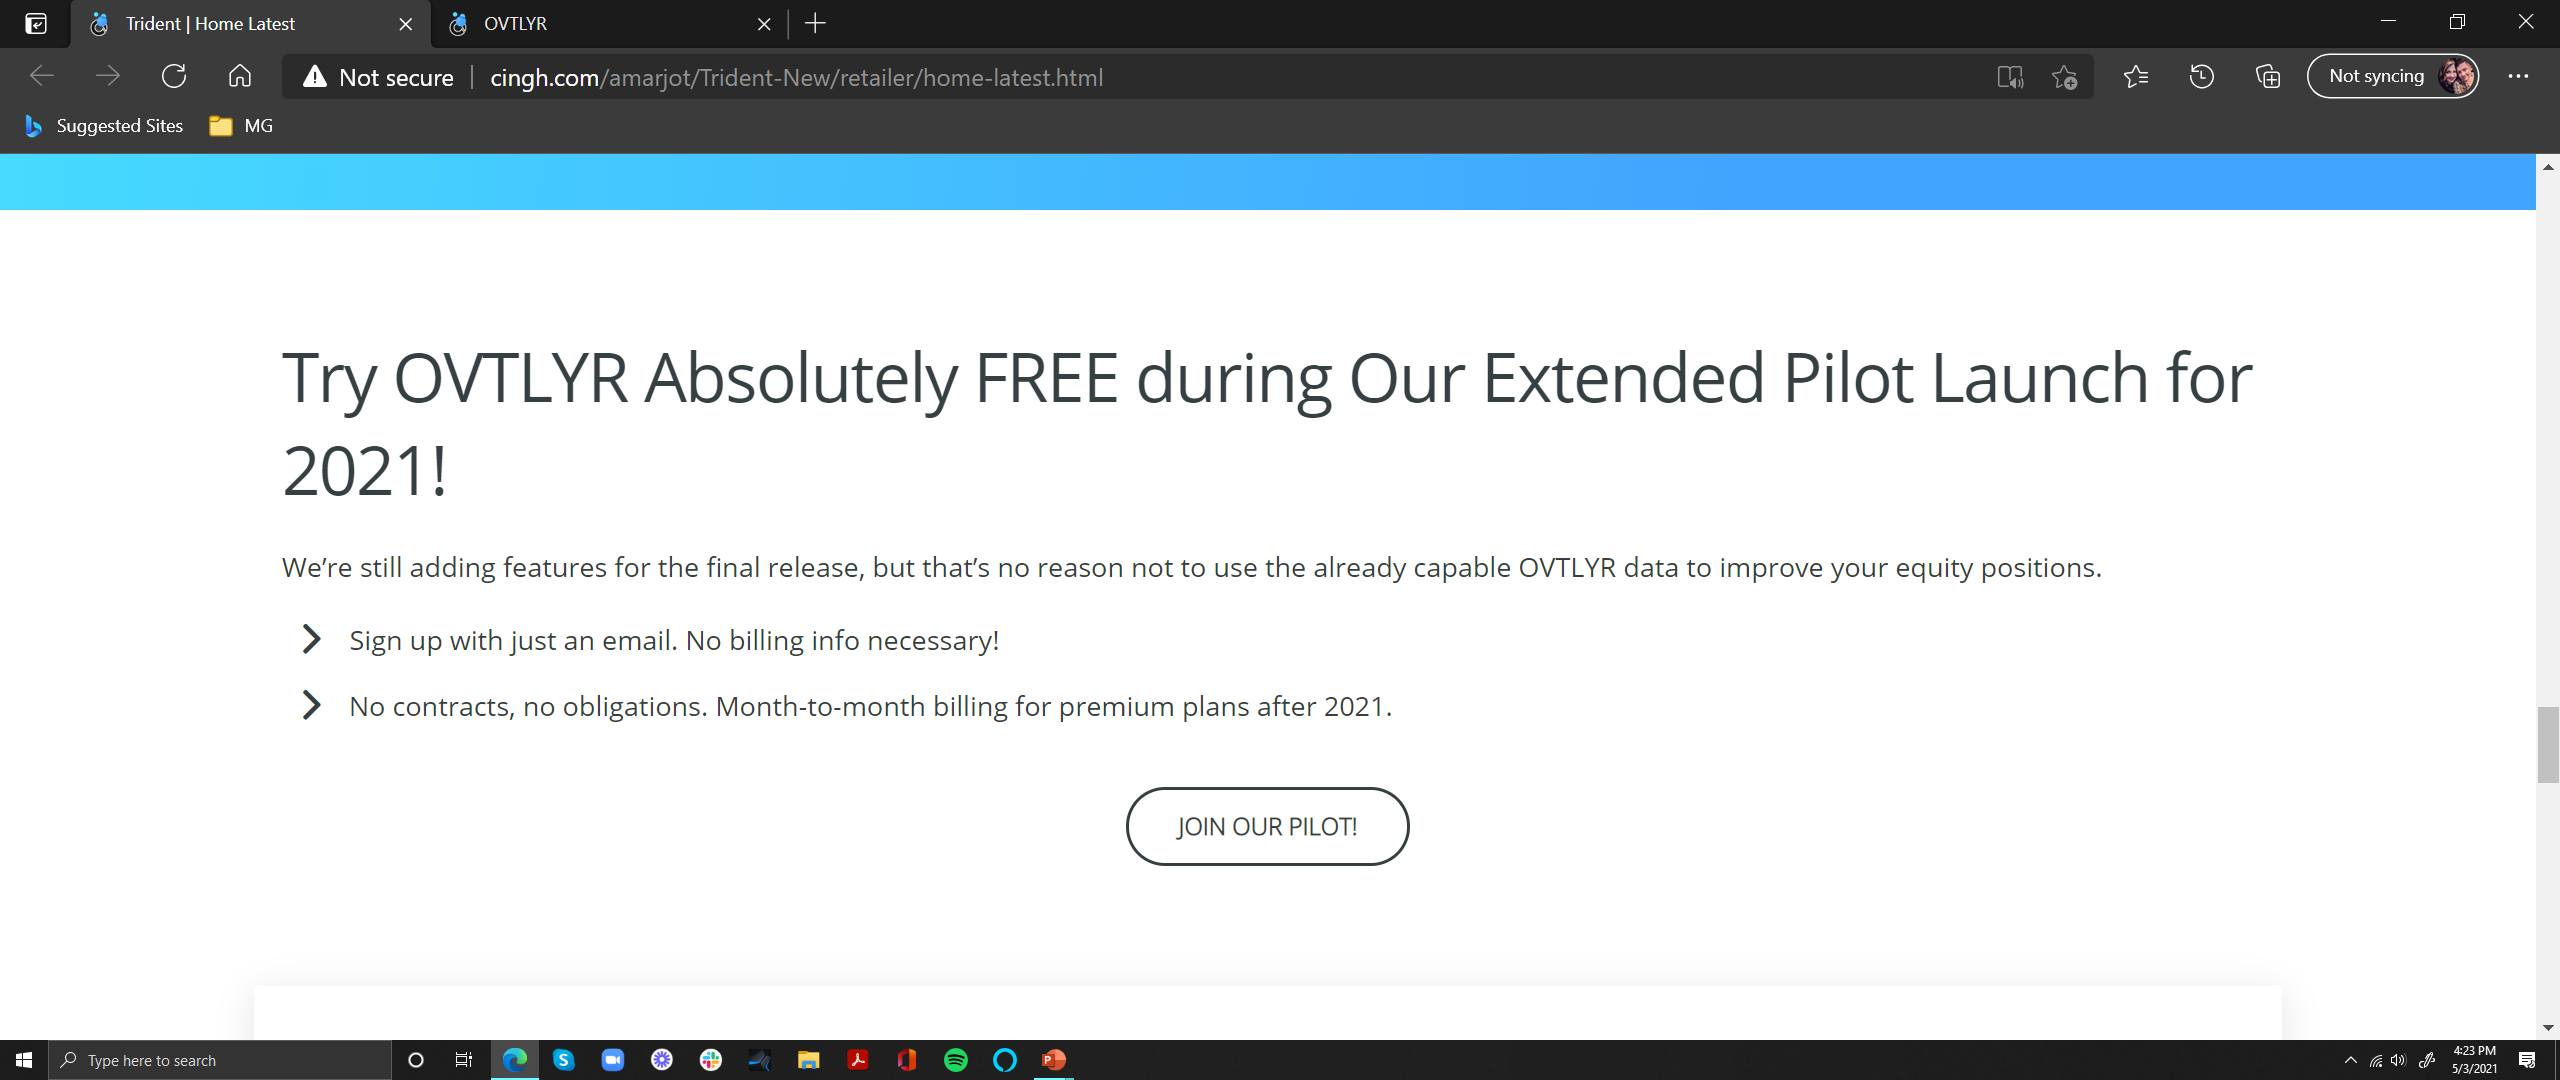 Trident | Home Latest
OVTLYR
Not secure
cingh.com/amarjot/Trident-New/retailer/home-latest.html
Not syncing
Suggested Sites
MG
Try OVTLYR Absolutely FREE during Our Extended Pilot Launch for
2021!
We’re still adding features for the final release, but that’s no reason not to use the already capable OVTLYR data to improve your equity positions.
Sign up with just an email. No billing info necessary!
No contracts, no obligations. Month-to-month billing for premium plans after 2021.
JOIN OUR PILOT!
Type here to search
4:23 PM
5/3/2021